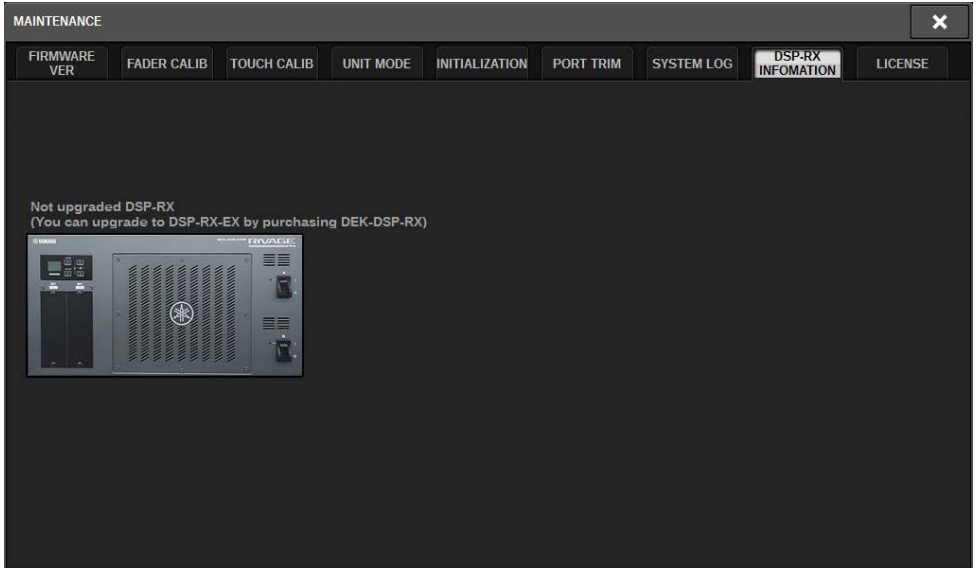 MAINTENANCE
FIRMWARE
VER
FADER CALIB
TOUCH CALIB
UNIT MODE
INITIALIZATION
PORT TRIM
SYSTEM LOG
DSP-RX
INFOMATION
LICENSE
Not upgraded DSP-RX
(You can upgrade to DSP-RX-EX by purchasing DEK-DSP-RX)
YAMAHA
RIVAGE